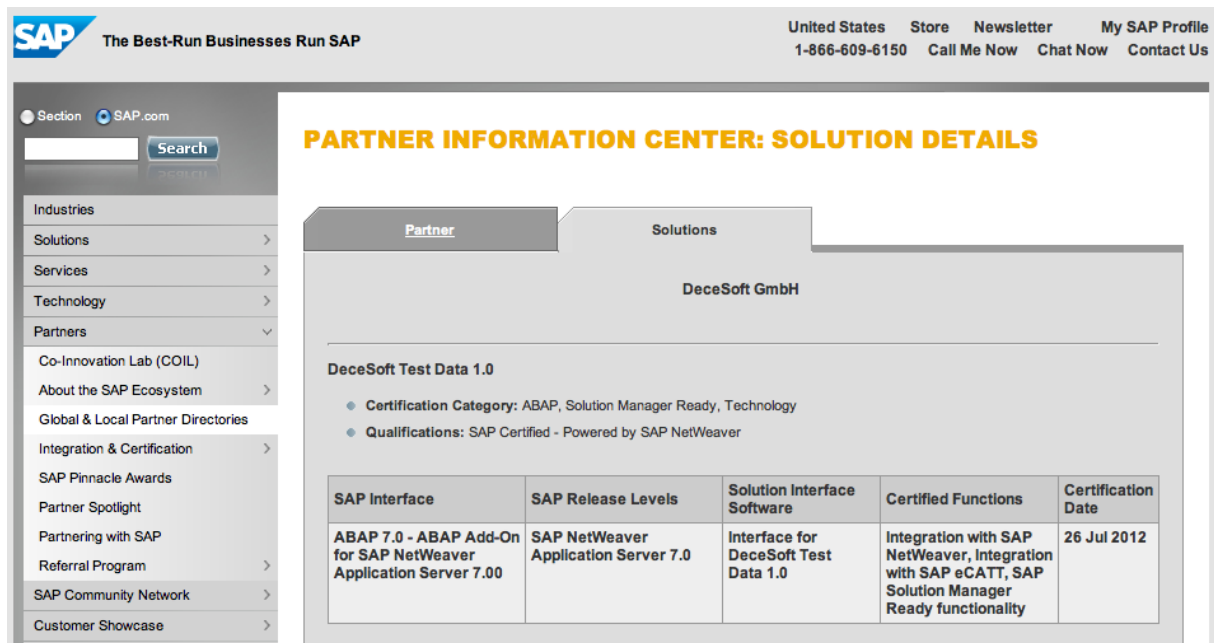 SAP The Best-Run Businesses Run SAP
United States Store Newsletter My SAP Profile
1-866-609-6150 Call Me Now Chat Now Contact Us
Section SAP.com
Search
Industries
Solutions
Services
Technology
Partners
Co-Innovation Lab (COIL)
About the SAP Ecosystem
Global & Local Partner Directories
Integration & Certification
SAP Pinnacle Awards
Partner Spotlight
Partnering with SAP
Referral Program
SAP Community Network
Customer Showcase
PARTNER INFORMATION CENTER: SOLUTION DETAILS
Partner Solutions
DeceSoft GmbH
DeceSoft Test Data 1.0
Certification Category: ABAP, Solution Manager Ready, Technology
Qualifications: SAP Certified - Powered by SAP NetWeaver
SAP Interface
SAP Release Levels
Solution Interface
Software
Certified Functions
Certification
Date
ABAP 7.0 - ABAP Add-On
for SAP NetWeaver
Application Server 7.00
SAP NetWeaver
Application Server 7.0
Interface for
DeceSoft Test
Data 1.0
Integration with SAP
NetWeaver, Integration
with SAP eCATT, SAP
Solution Manager
Ready functionality
26 Jul 2012